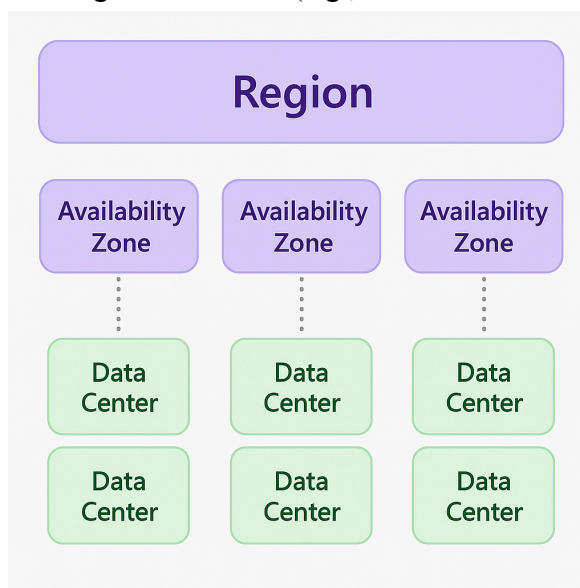 Region
Availability Availability Availability
Zone Zone Zone
Data Data Data
Center Center Center
Data Data Data
Center Center Center